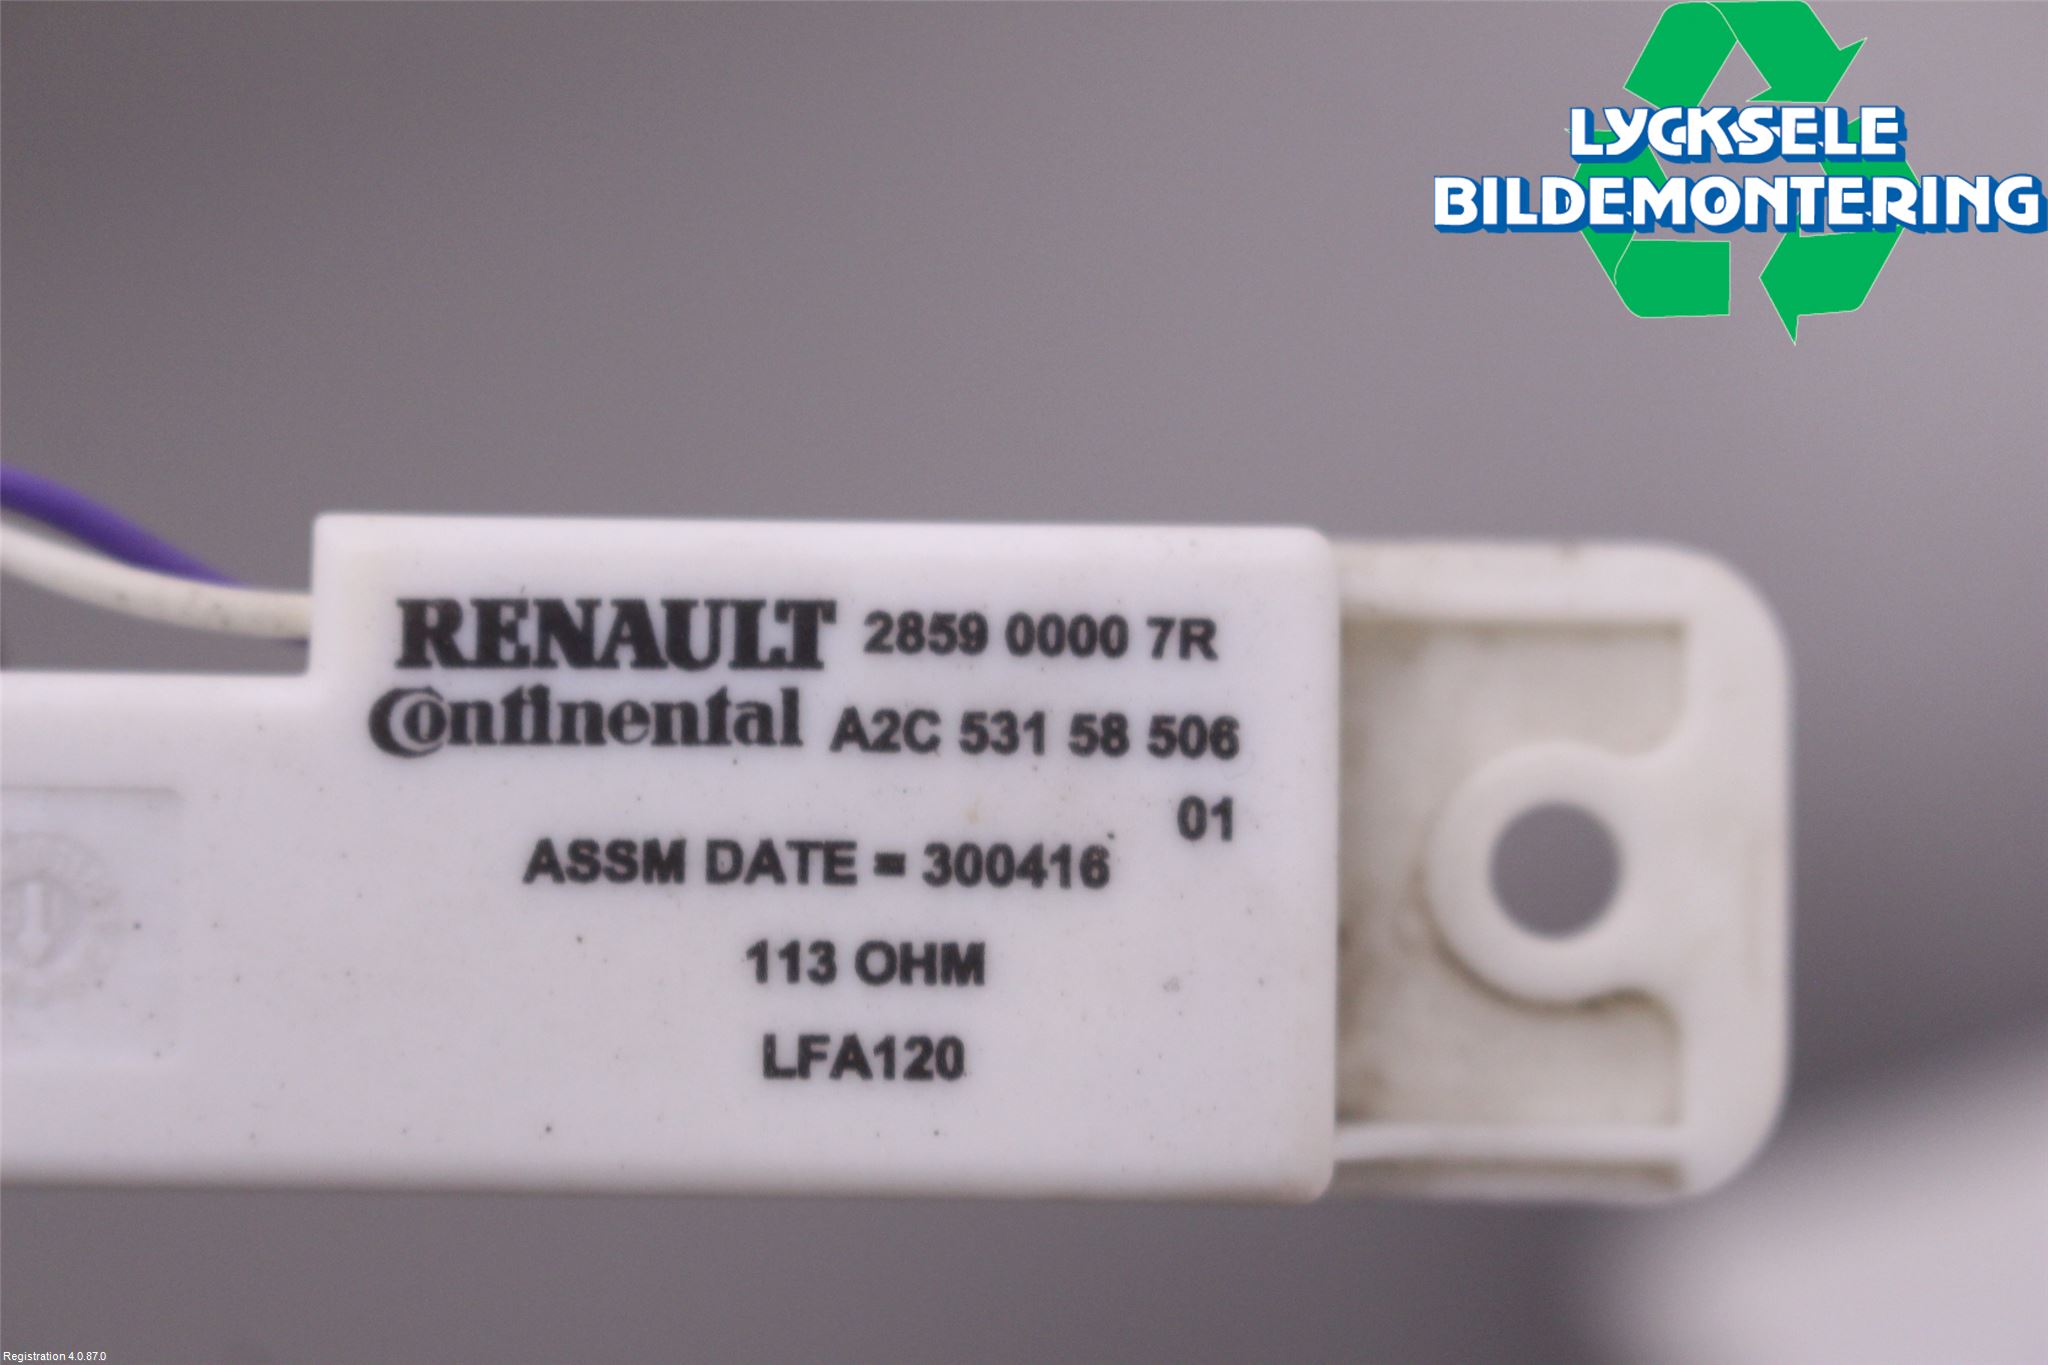 LYCKSELE
BILDEMONTERING
RENAULT 2859 0000 7R
Continental A2C 531 58 506
01
ASSM DATE = 300416
113 OHM
LFA120
Registration 4.0.87.0